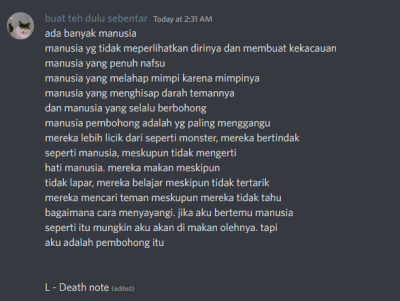 buat teh dulu sebentar Today at 2:31 AM
ada banyak manusia
manusia yg tidak meperlihatkan dirinya dan membuat kekacauan
manusia yang penuh nafsu
manusia yang melahap mimpi karena mimpinya
manusia yang menghisap darah temannya
dan manusia yang selalu berbohong
manusia pembohong adalah yg paling menggangu
mereka lebih licik dari seperti monster, mereka bertindak
seperti manusia, meskupun tidak mengerti
hati manusia. mereka makan meskipun
tidak lapar, mereka belajar meskipun tidak tertarik
mereka mencari teman meskupun mereka tidak tahu
bagaimana cara menyayangi. jika aku bertemu manusia
seperti itu mungkin aku akan di makan olehnya. tapi
aku adalah pembohong itu
L - Death note (edited)